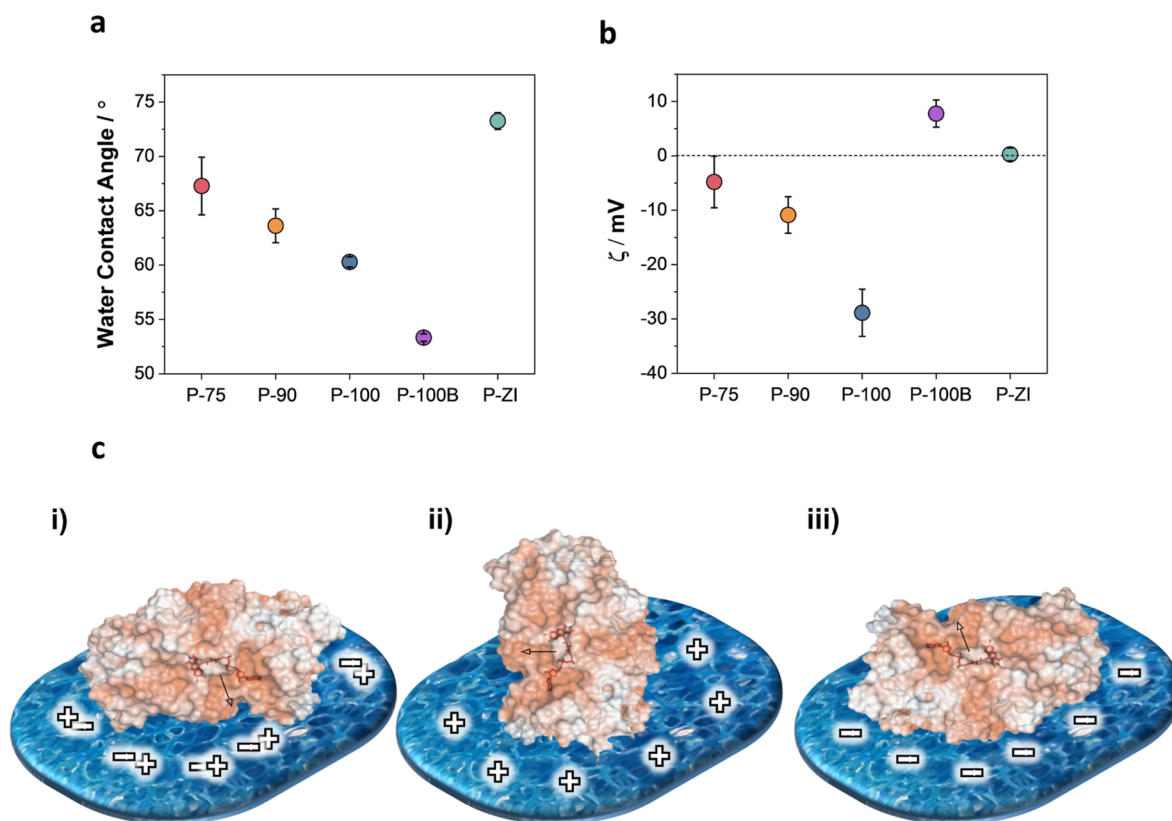 a
Water Contact Angle / °
75
70
65
60
55
50
P-75 P-90 P-100 P-100B P-ZI
b
ζ / mV
10
0
-10
-20
-30
-40
P-75 P-90 P-100 P-100B P-ZI
c
i)
ii)
iii)